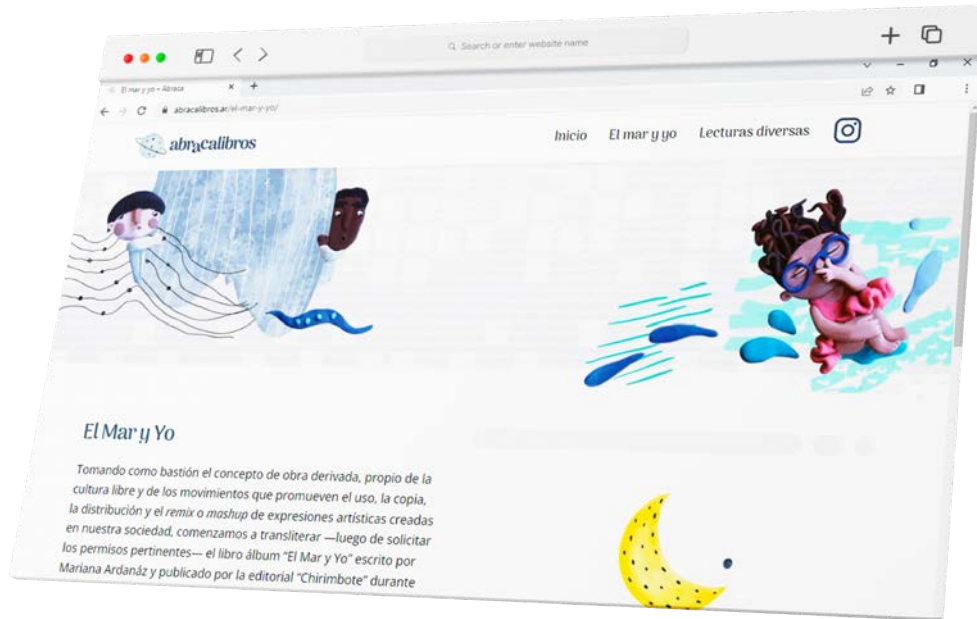 Search or enter website name
El mar y yo – Abraca
abracalibros.ar/el-mar-y-yo/
abracalibros
Inicio El mar y yo Lecturas diversas
El Mar y Yo
Tomando como bastión el concepto de obra derivada, propio de la
cultura libre y de los movimientos que promueven el uso, la copia,
la distribución y el remix o mashup de expresiones artísticas creadas
en nuestra sociedad, comenzamos a transliterar —luego de solicitar
los permisos pertinentes— el libro álbum “El Mar y Yo” escrito por
Mariana Ardanáz y publicado por la editorial “Chirimbote” durante